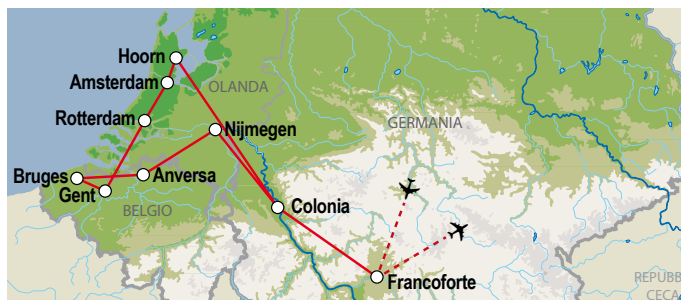 Hoorn
Amsterdam
OLANDA
Rotterdam
Nijmegen
GERMANIA
Bruges
Anversa
Gent
BELGIO
Colonia
Francoforte
REPUBB
CECA